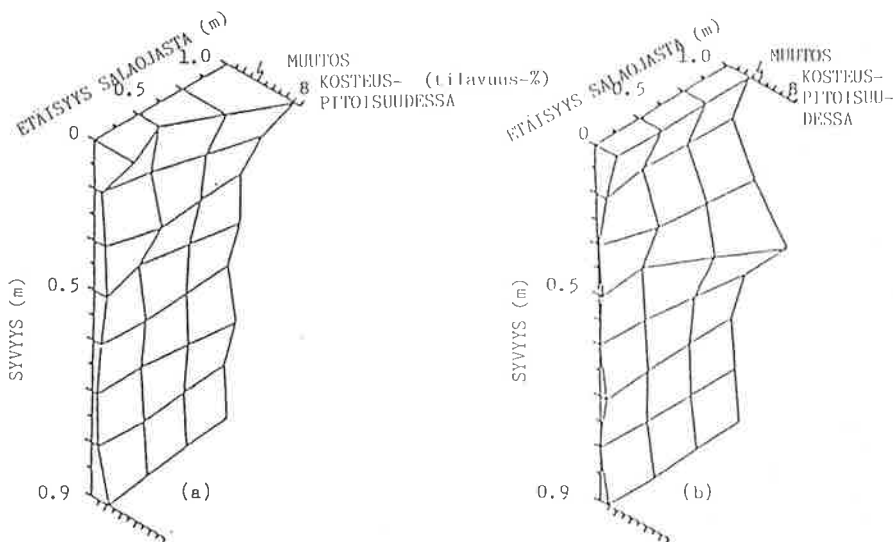 ETÄISYYS SALAOJASTA (m)
0
0.5
1.0
4
8
MUUTOS
KOSTEUS- (tilavuus-%)
PITOISUUDESSA
SYVYYS (m)
0.5
0.9
(a)
ETÄISYYS SALAOJASTA (m)
0
0.5
1.0
4
8
MUUTOS
KOSTEUS-
PITOISUU-
DESSA
SYVYYS (m)
0.5
0.9
(b)